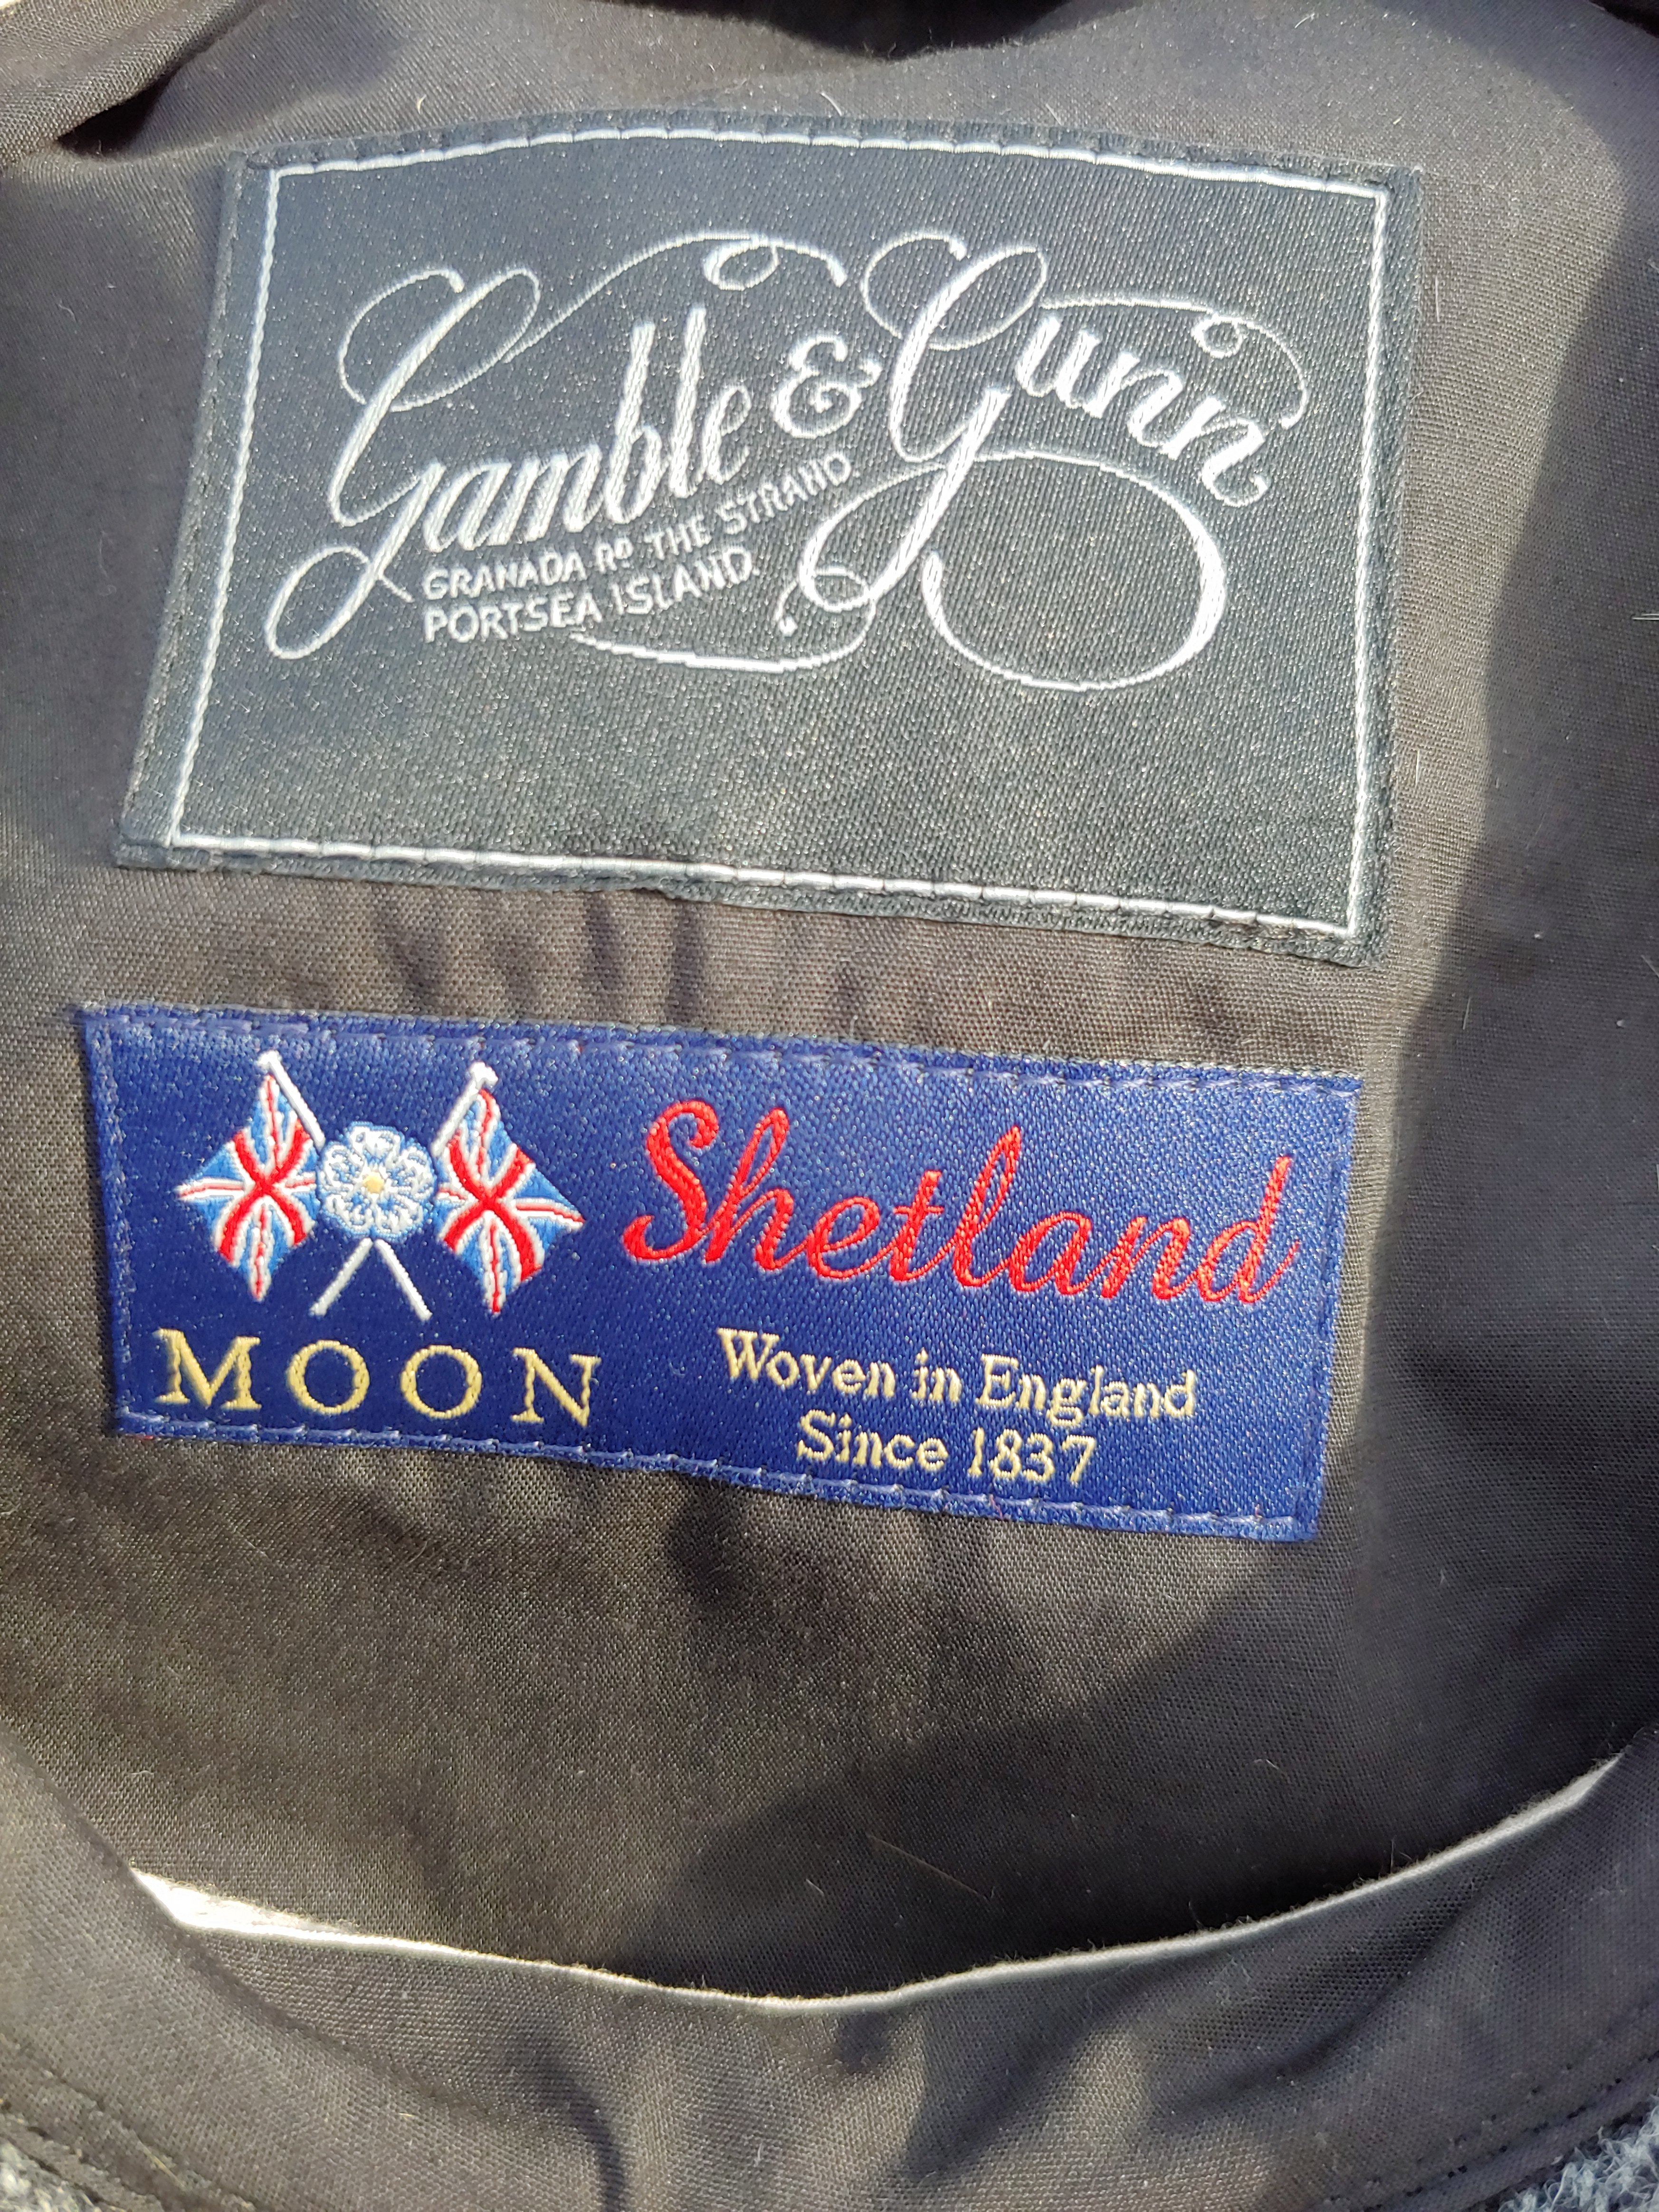 Gamble & Gunn
GRANADA RD THE STRAND.
PORTSEA ISLAND.
Shetland
MOON
Woven in England
Since 1837